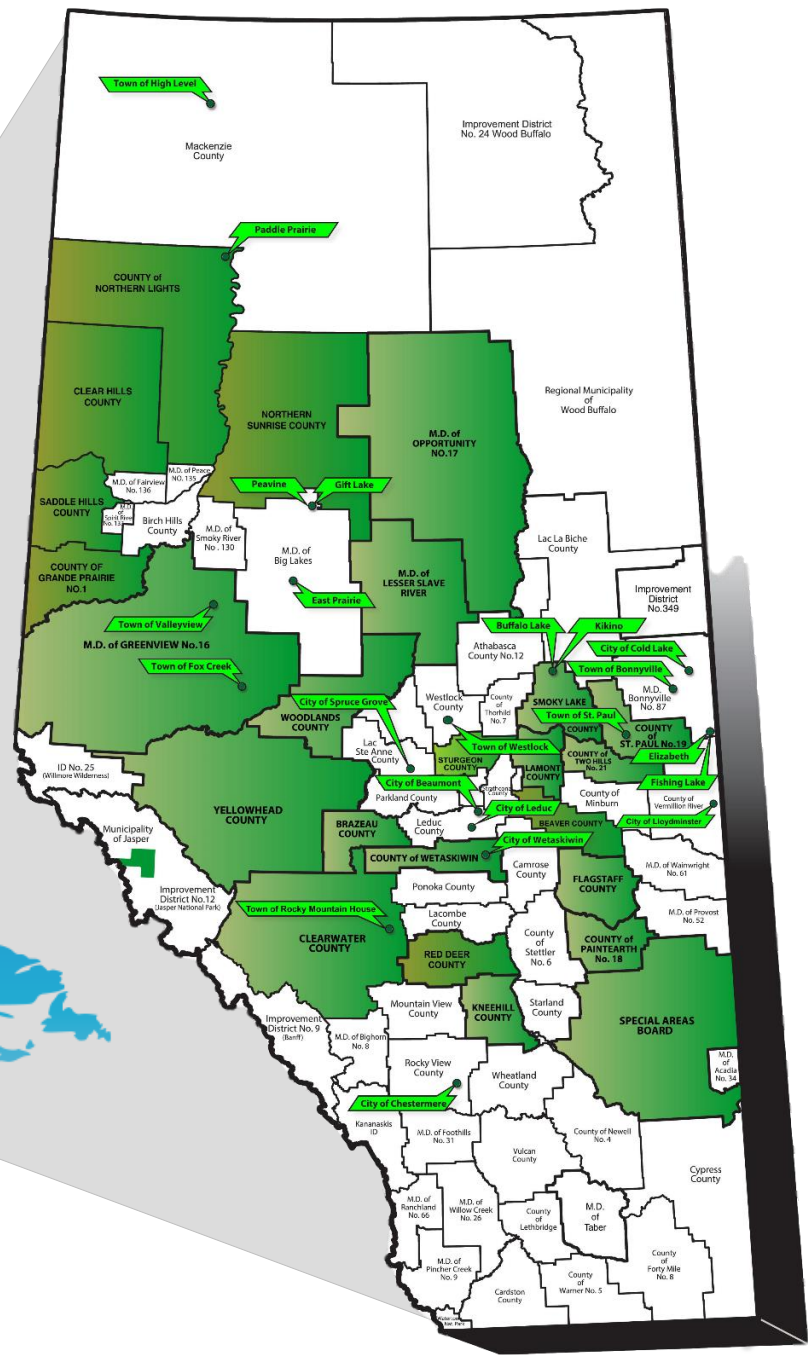 Town of High Level
Mackenzie
County
Improvement District
No. 24 Wood Buffalo
Paddle Prairie
COUNTY of
NORTHERN LIGHTS
CLEAR HILLS
COUNTY
NORTHERN
SUNRISE COUNTY
M.D. of
OPPORTUNITY
NO.17
Regional Municipality
of
Wood Buffalo
M.D. of Peace
NO. 135
M.D. of Fairview
No. 136
Peavine
Gift Lake
SADDLE HILLS
COUNTY
M.D.
of
Spirit River
No. 133
Birch Hills
County
M.D. of
Smoky River
No . 130
M.D. of
Big Lakes
Lac La Biche
County
COUNTY OF
GRANDE PRAIRIE
NO.1
M.D. of
LESSER SLAVE
RIVER
Improvement
District
No.349
East Prairie
Town of Valleyview
Buffalo Lake
Kikino
M.D. of GREENVIEW No.16
Athabasca
County No.12
City of Cold Lake
Town of Fox Creek
Town of Bonnyville
M.D.
Bonnyville
No. 87
City of Spruce Grove
Westlock
County
County
of
Thorhild
No. 7
SMOKY LAKE
COUNTY
Town of St. Paul
WOODLANDS
COUNTY
COUNTY
of
ST. PAUL No.19
Lac
Ste Anne
County
Town of Westlock
Elizabeth
STURGEON
COUNTY
LAMONT
COUNTY
COUNTY of
TWO HILLS
No. 21
ID No. 25
(Willmore Wilderness)
City of Beaumont
Strathcona
County
Fishing Lake
Parkland County
County of
Minburn
County of
Vermillion River
YELLOWHEAD
COUNTY
City of Leduc
City of Lloydminster
BRAZEAU
COUNTY
Leduc
County
BEAVER COUNTY
Municipality
of Jasper
City of Wetaskiwin
COUNTY of WETASKIWIN
Camrose
County
M.D. of Wainwright
No. 61
Improvement
District No.12
(Jasper National Park)
Ponoka County
FLAGSTAFF
COUNTY
Town of Rocky Mountain House
Lacombe
County
M.D. of Provost
No. 52
CLEARWATER
COUNTY
County
of
Stettler
No. 6
COUNTY of
PAINTEARTH
No. 18
RED DEER
COUNTY
Mountain View
County
KNEEHILL
COUNTY
Starland
County
SPECIAL AREAS
BOARD
Improvement
District No. 9
(Banff)
M.D. of Bighorn
No. 8
M.D.
of
Acadia
No. 34
Rocky View
County
Wheatland
County
City of Chestermere
Kananaskis
ID
M.D. of Foothills
No. 31
County of Newell
No. 4
Vulcan
County
Cypress
County
M.D. of
Ranchland
No. 66
M.D. of
Willow Creek
No. 26
County
of
Lethbridge
M.D.
of
Taber
M.D. of
Pincher Creek
No. 9
County
of
Forty Mile
No. 8
Cardston
County
County
of
Warner No. 5
Nat. Park